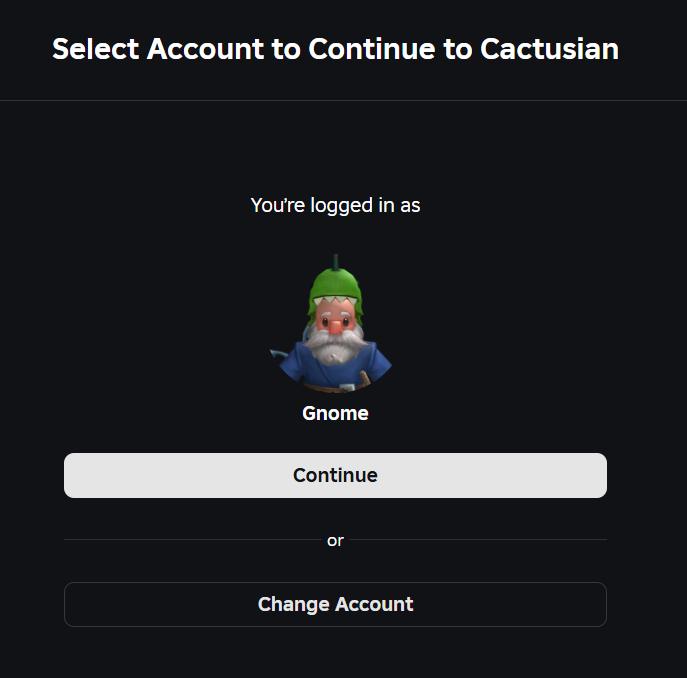 Select Account to Continue to Cactusian
You’re logged in as
Gnome
Continue
or
Change Account